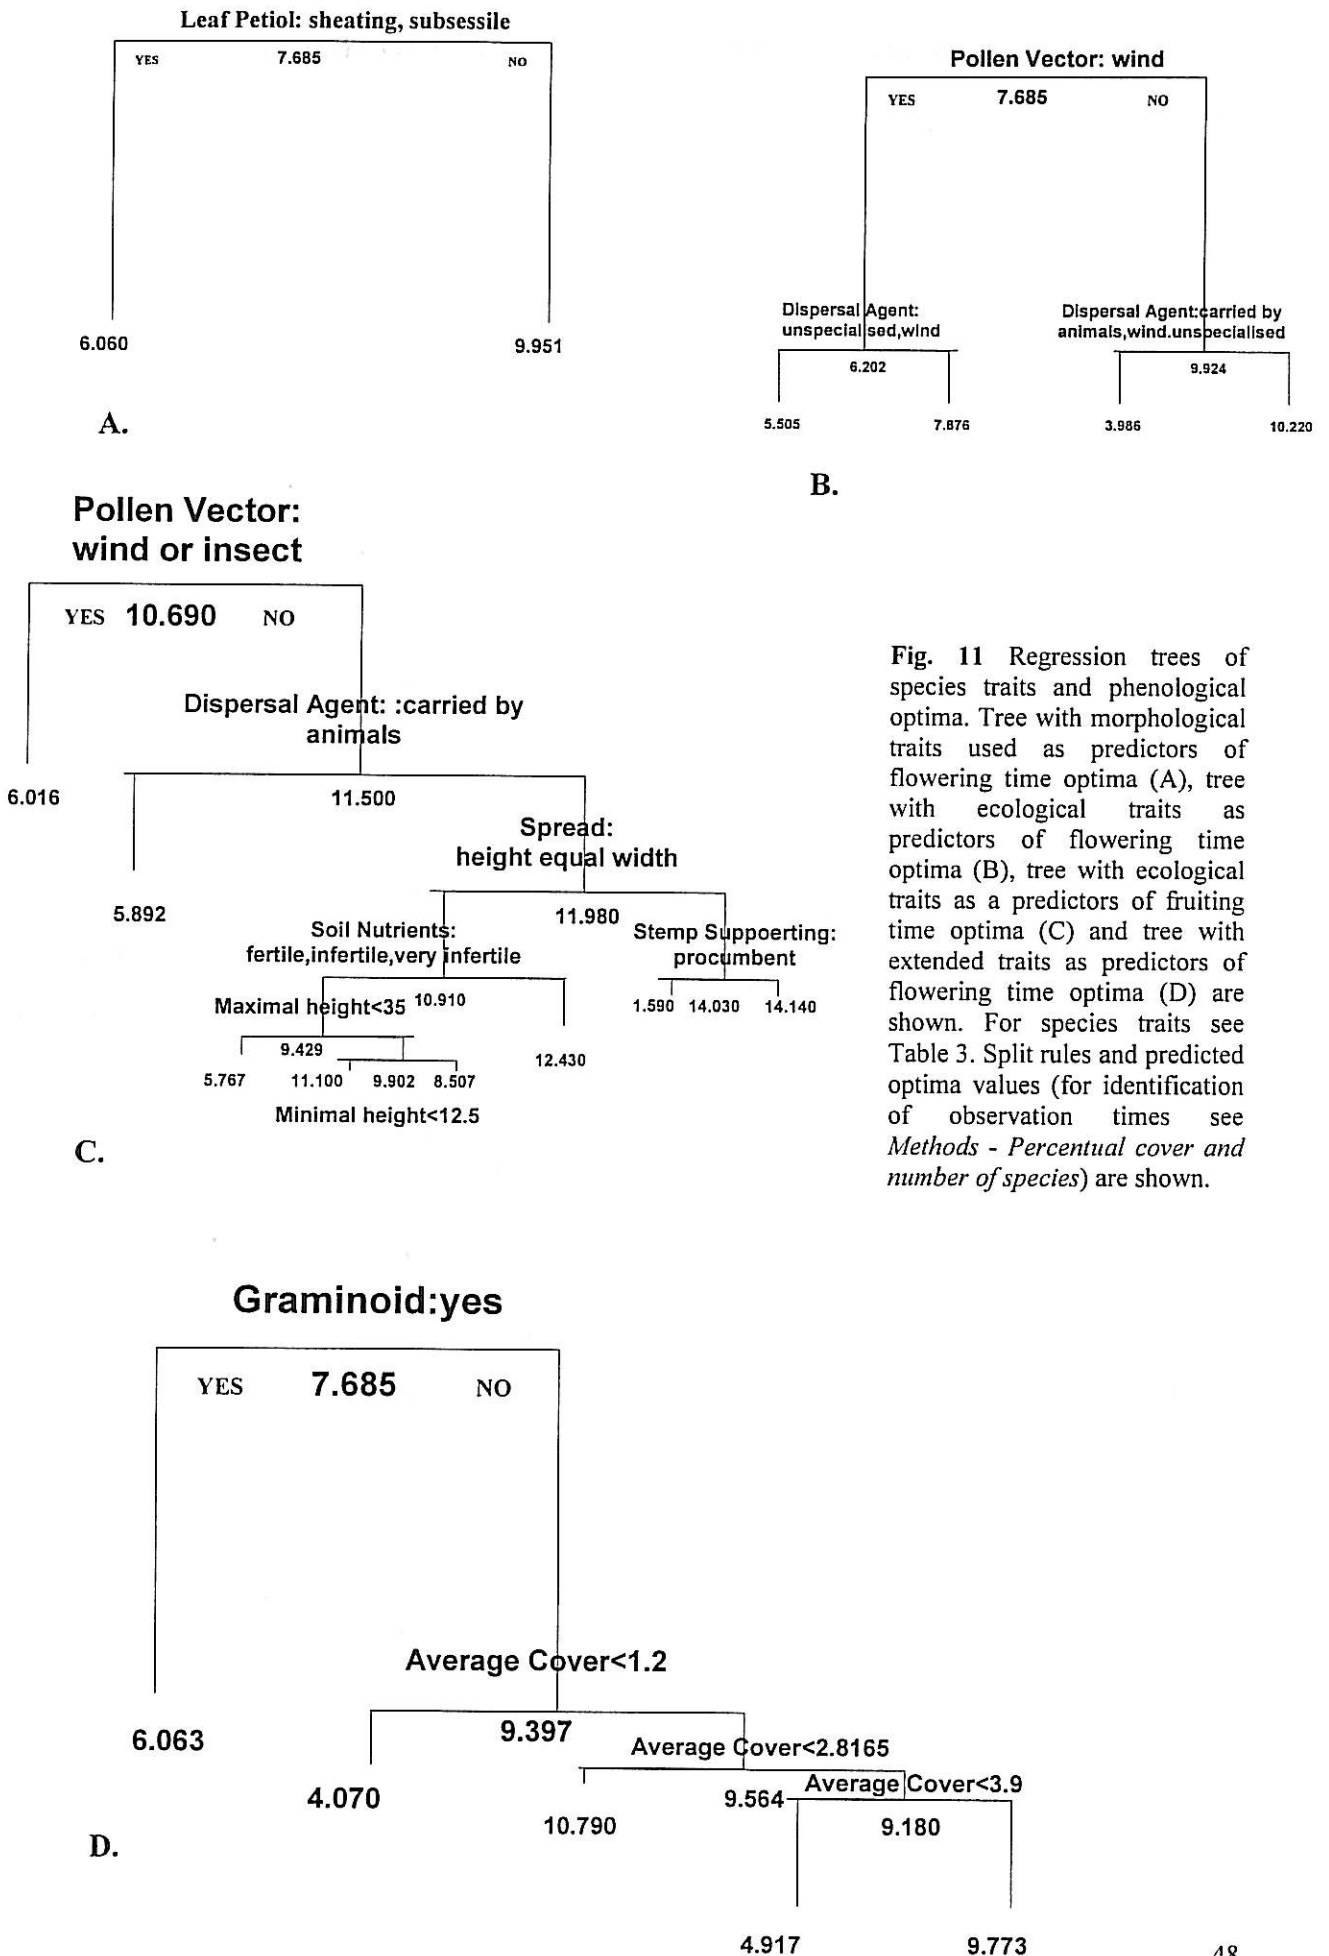 Leaf Petiol: sheating, subsessile
YES 7.685 NO
6.060 9.951
A.
Pollen Vector: wind
YES 7.685 NO
Dispersal Agent:
unspecialised,wind
6.202
5.505 7.876
Dispersal Agent:carried by
animals,wind.unspecialised
9.924
3.986 10.220
B.
Pollen Vector:
wind or insect
YES 10.690 NO
6.016
Dispersal Agent: :carried by
animals
11.500
5.892
Spread:
height equal width
11.980
Soil Nutrients:
fertile,infertile,very infertile
10.910
Stemp Suppoerting:
procumbent
1.590 14.030 14.140
Maximal height<35
9.429
12.430
5.767 11.100 9.902 8.507
Minimal height<12.5
C.
Fig. 11 Regression trees of
species traits and phenological
optima. Tree with morphological
traits used as predictors of
flowering time optima (A), tree
with ecological traits as
predictors of flowering time
optima (B), tree with ecological
traits as a predictors of fruiting
time optima (C) and tree with
extended traits as predictors of
flowering time optima (D) are
shown. For species traits see
Table 3. Split rules and predicted
optima values (for identification
of observation times see
Methods - Percentual cover and
number of species) are shown.
Graminoid:yes
YES 7.685 NO
6.063
Average Cover<1.2
9.397
4.070
Average Cover<2.8165
9.564
10.790
Average Cover<3.9
9.180
4.917 9.773
D.
48